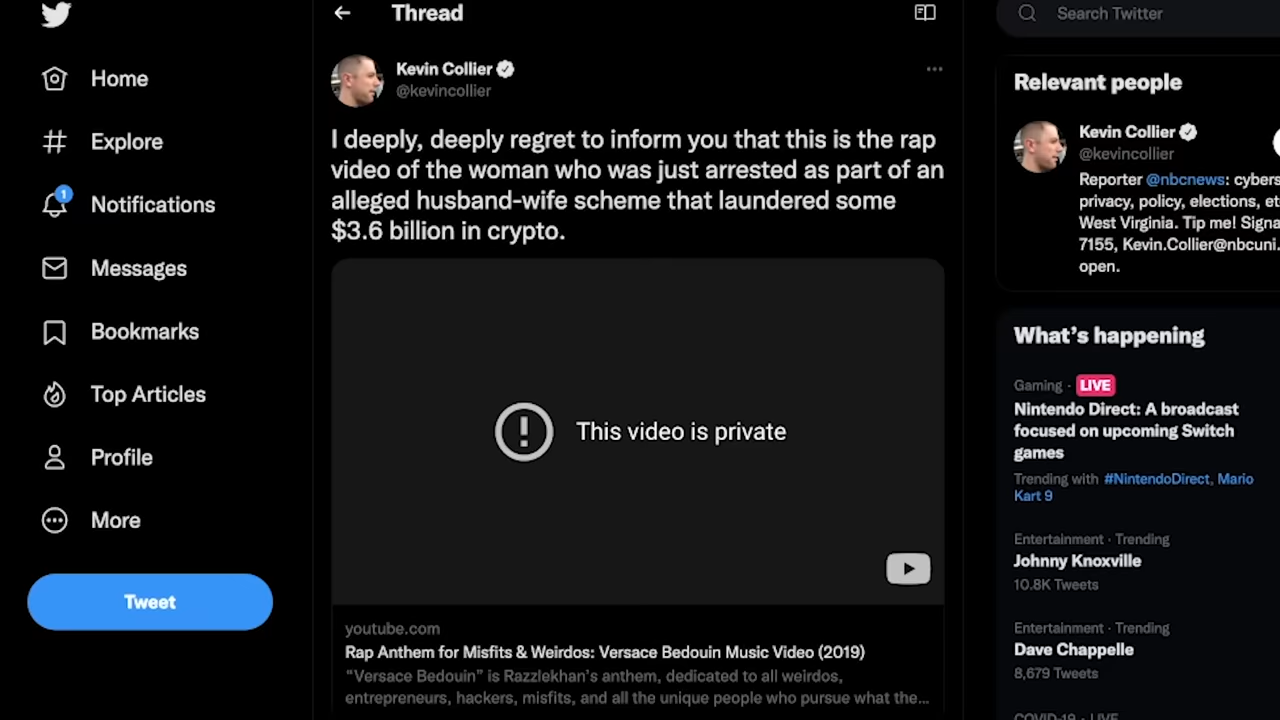 Thread
Search Twitter
Home
Explore
1
Notifications
Messages
Bookmarks
Top Articles
Profile
More
Tweet
Kevin Collier
@kevincollier
I deeply, deeply regret to inform you that this is the rap
video of the woman who was just arrested as part of an
alleged husband-wife scheme that laundered some
$3.6 billion in crypto.
This video is private
youtube.com
Rap Anthem for Misfits & Weirdos: Versace Bedouin Music Video (2019)
“Versace Bedouin” is Razzlekhan’s anthem, dedicated to all weirdos,
entrepreneurs, hackers, misfits, and all the unique people who pursue what the...
Relevant people
Kevin Collier
@kevincollier
Reporter @nbcnews: cybers
privacy, policy, elections, et
West Virginia. Tip me! Signa
7155, Kevin.Collier@nbcuni.
open.
What’s happening
Gaming · LIVE
Nintendo Direct: A broadcast
focused on upcoming Switch
games
Trending with #NintendoDirect, Mario
Kart 9
Entertainment · Trending
Johnny Knoxville
10.8K Tweets
Entertainment · Trending
Dave Chappelle
8,679 Tweets
COVID-19 · LIVE